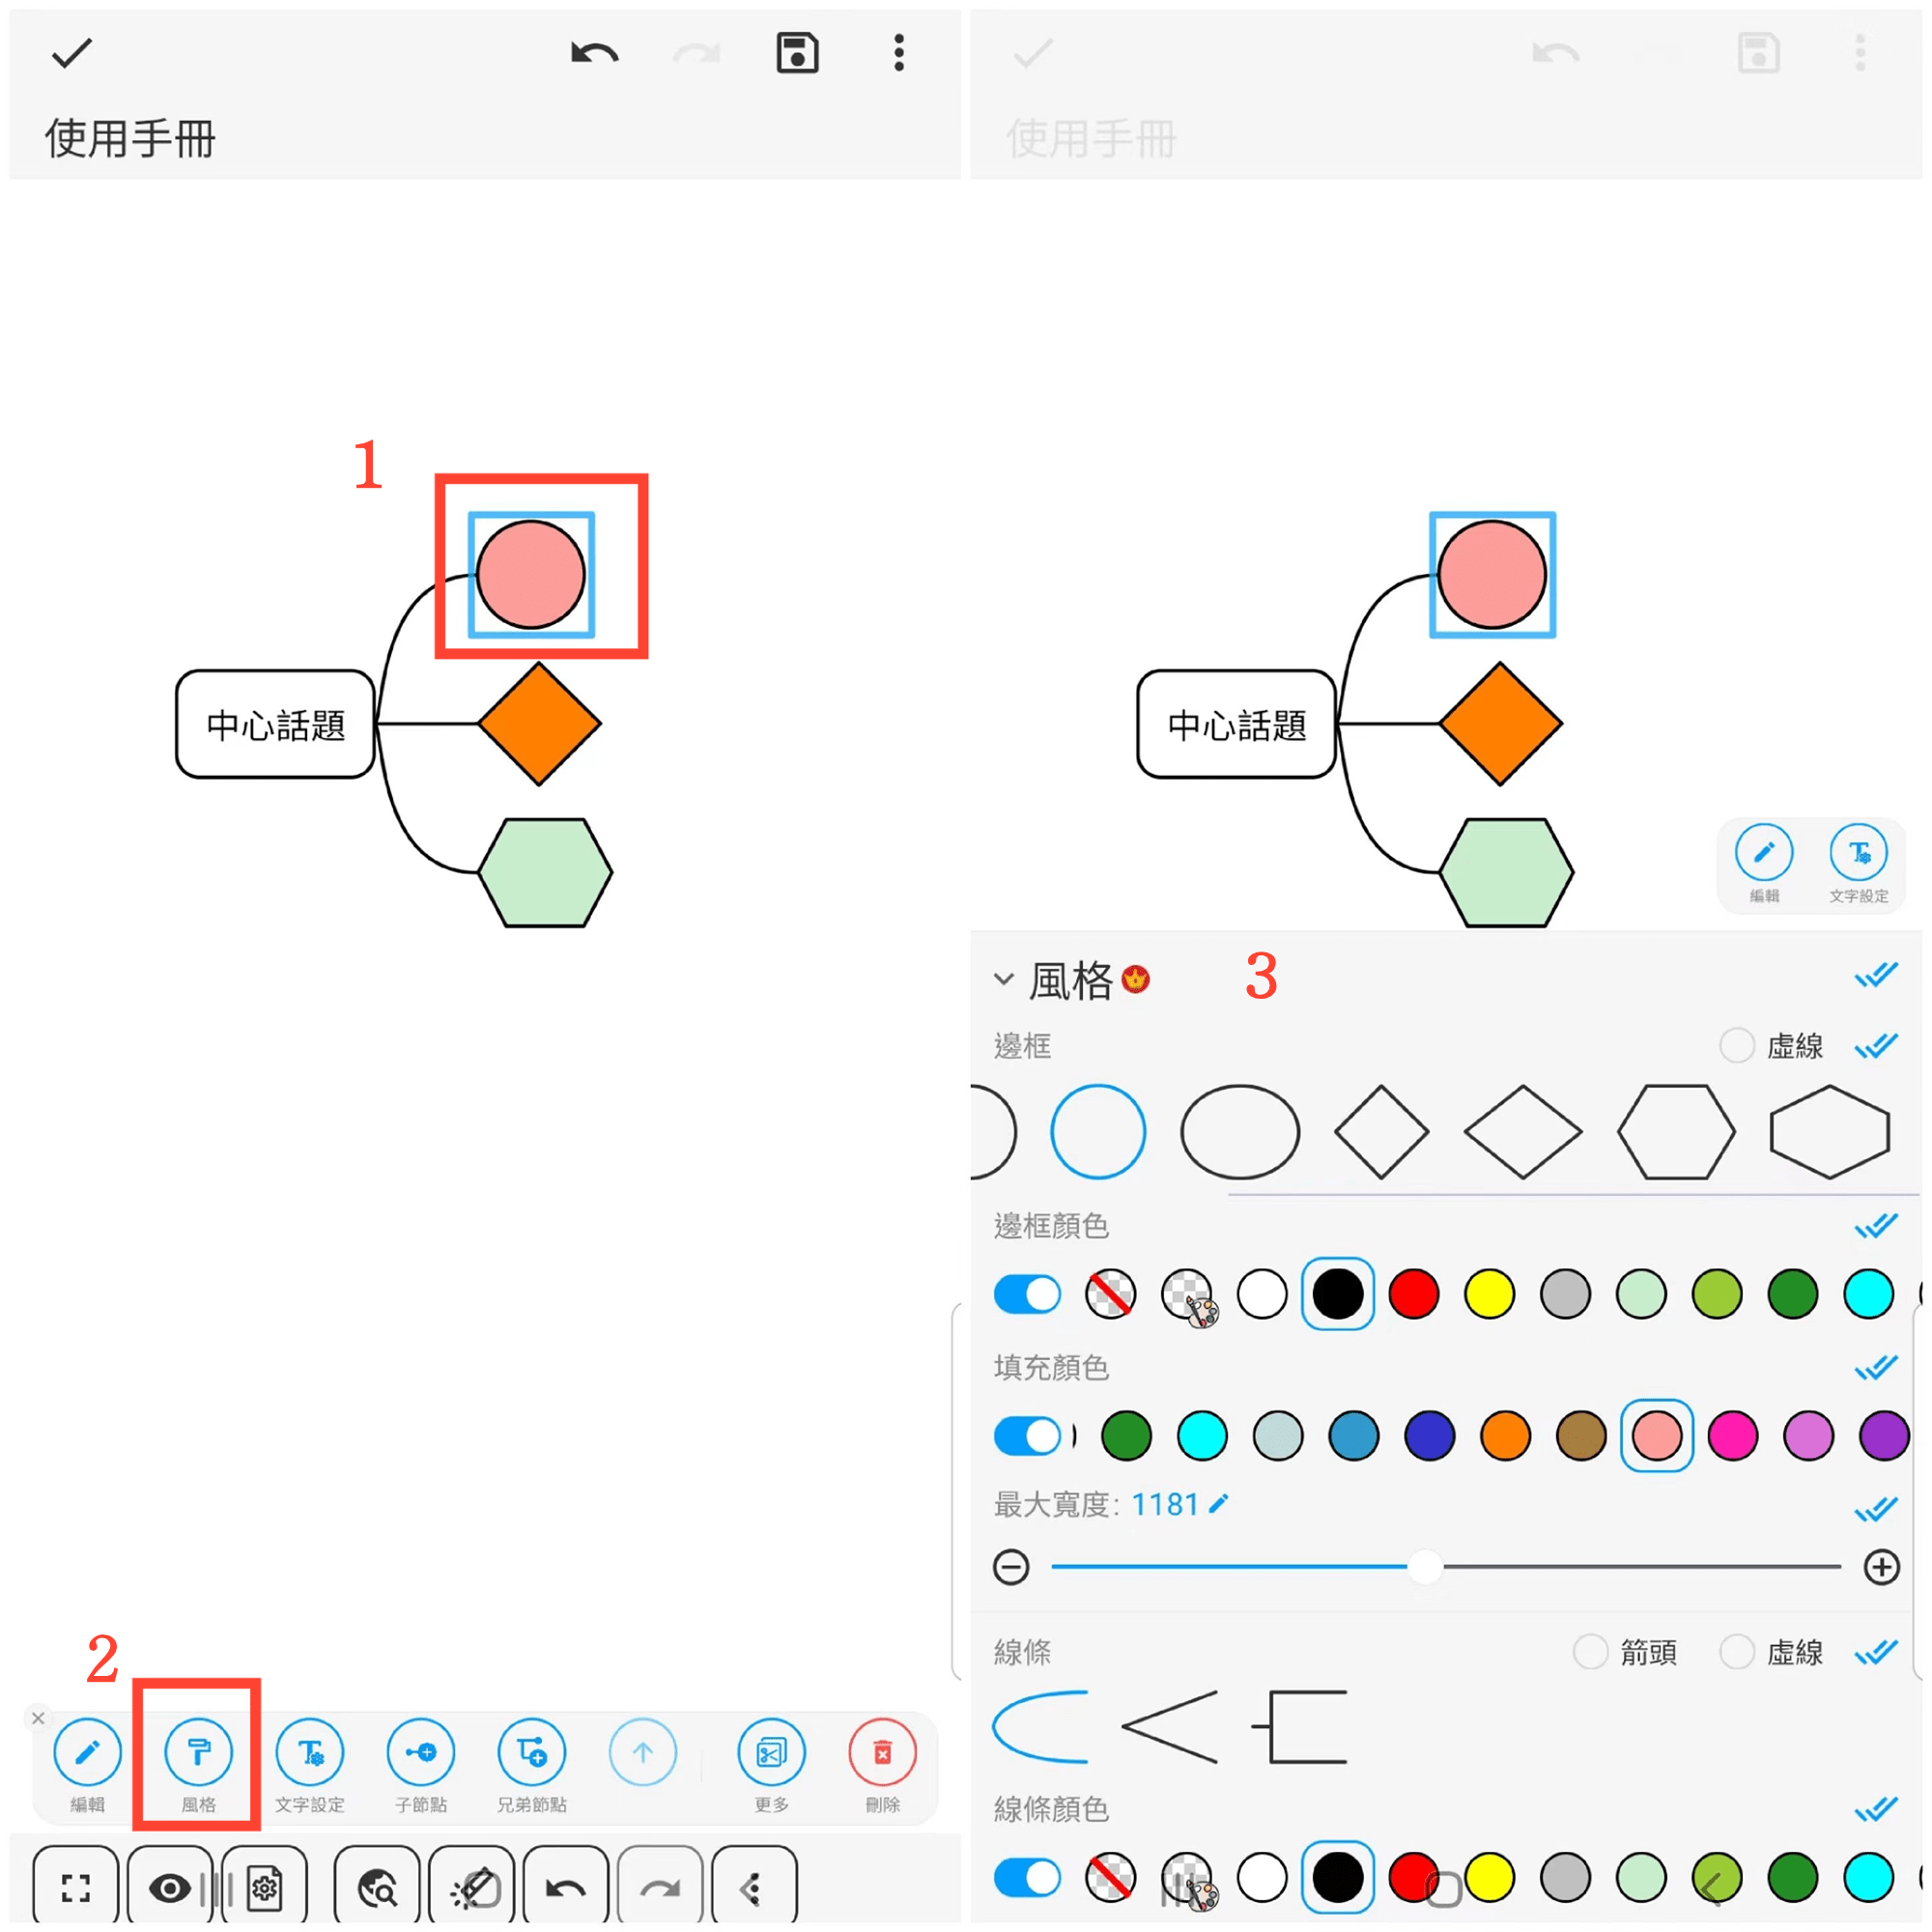 使用手冊
1
中心話題
2
編輯
風格
文字設定
子節點
兄弟節點
更多
刪除
使用手冊
中心話題
編輯
文字設定
風格
3
邊框
虛線
邊框顏色
填充顏色
最大寬度: 1181
線條
箭頭
虛線
線條顏色